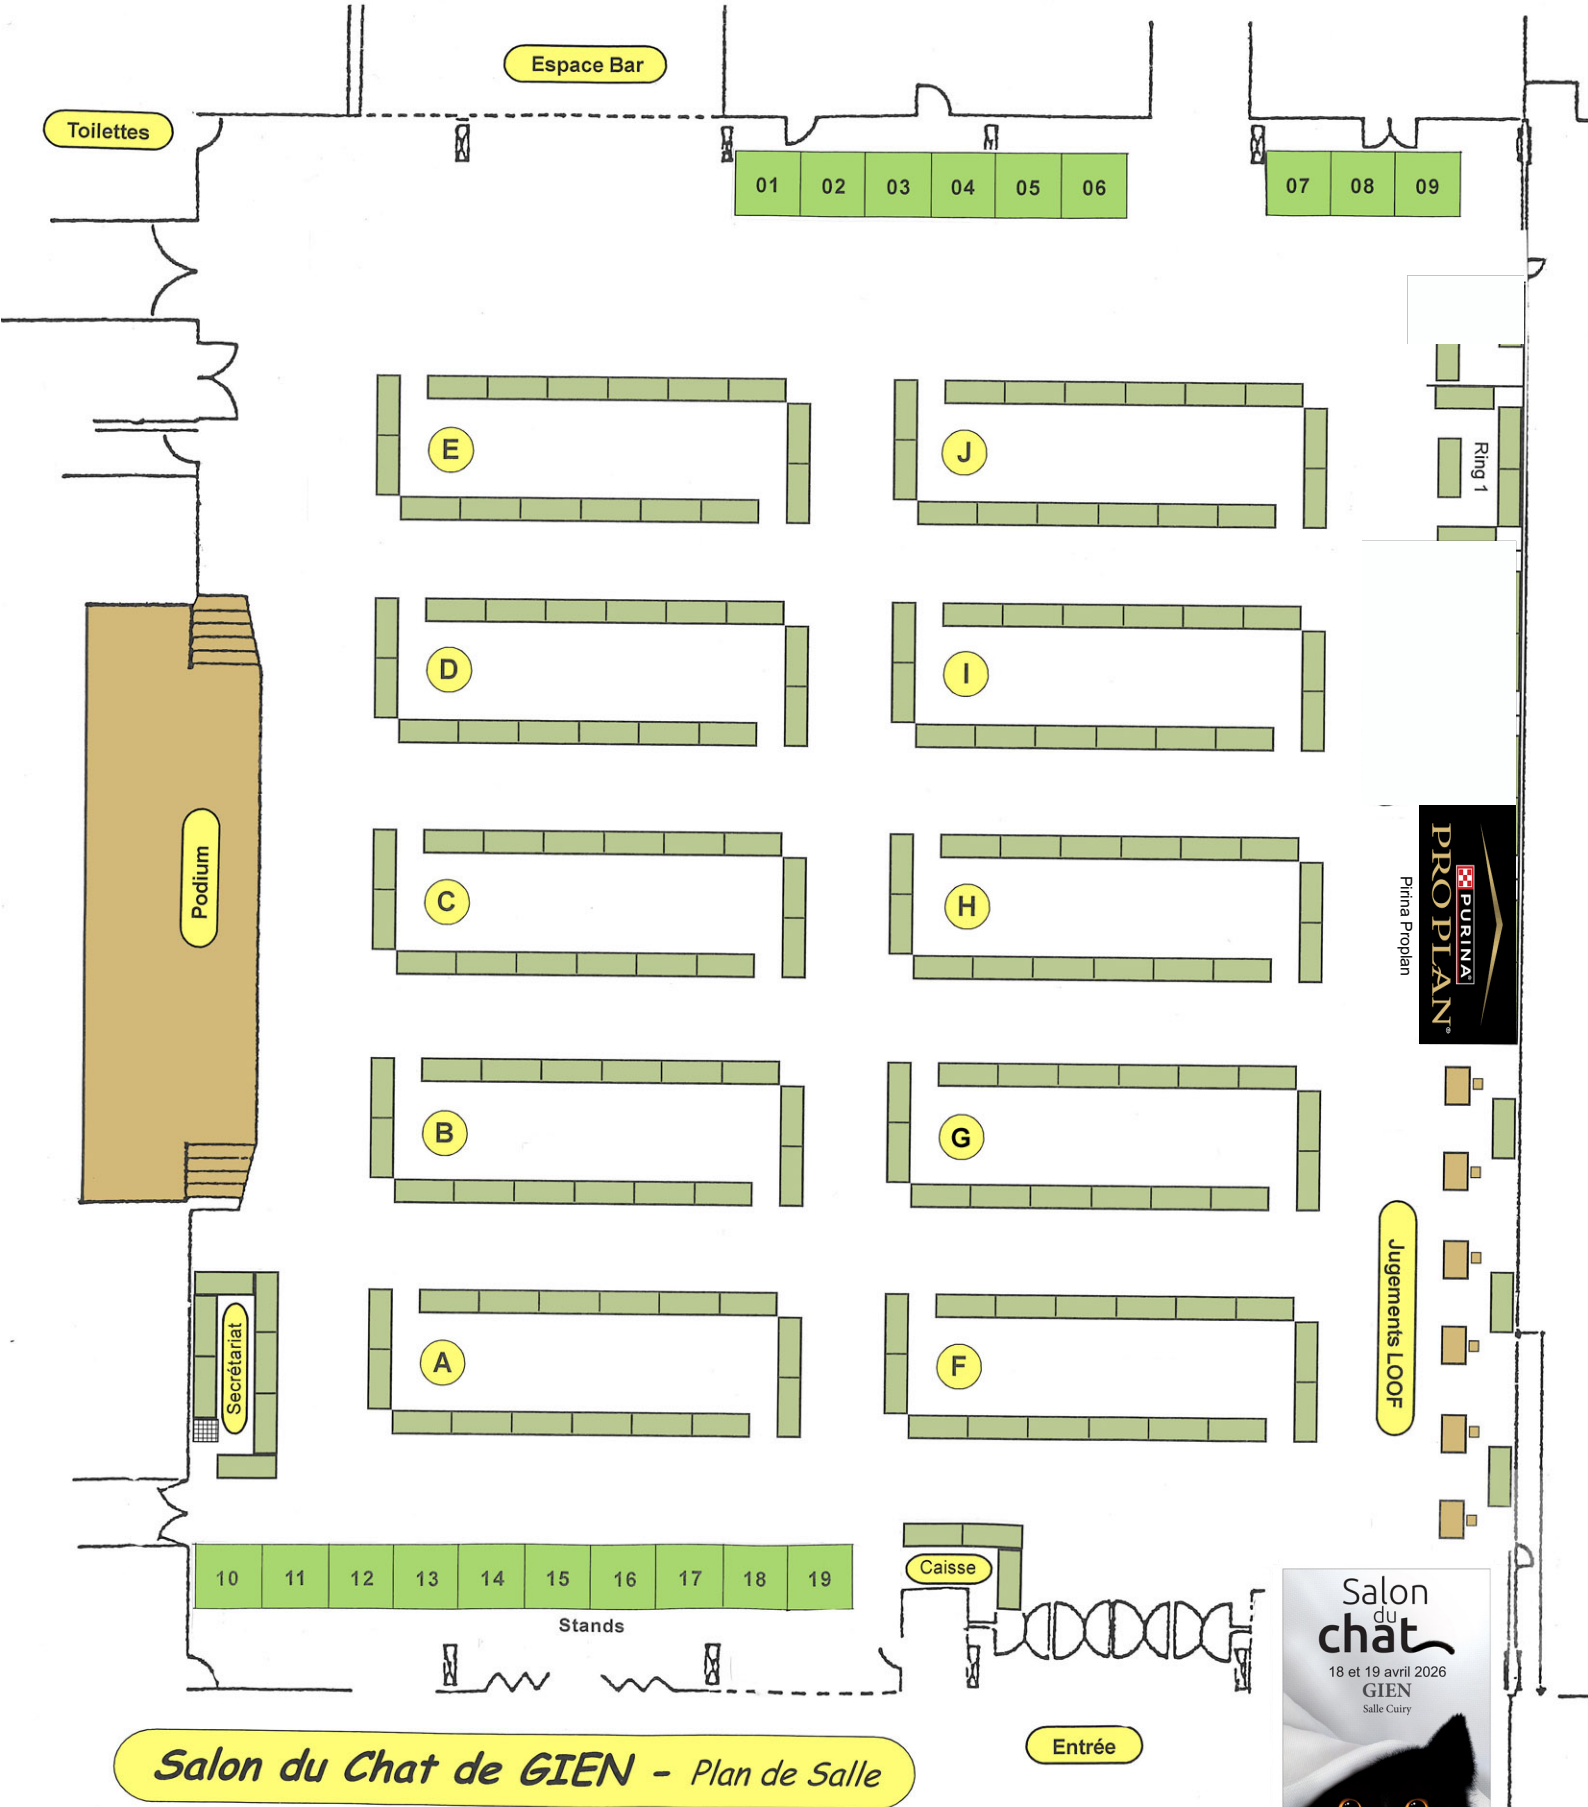 Espace Bar
Toilettes
01 02 03 04 05 06 07 08 09
E
J
Ring 1
D
I
Podium
C
H
Pirina Proplan
PURINA®
PRO PLAN®
B
G
Jugements LOOF
Secrétariat
A
F
Caisse
10 11 12 13 14 15 16 17 18 19
Stands
Salon
du
chat
18 et 19 avril 2026
GIEN
Salle Cuiry
Entrée
Salon du Chat de GIEN - Plan de Salle